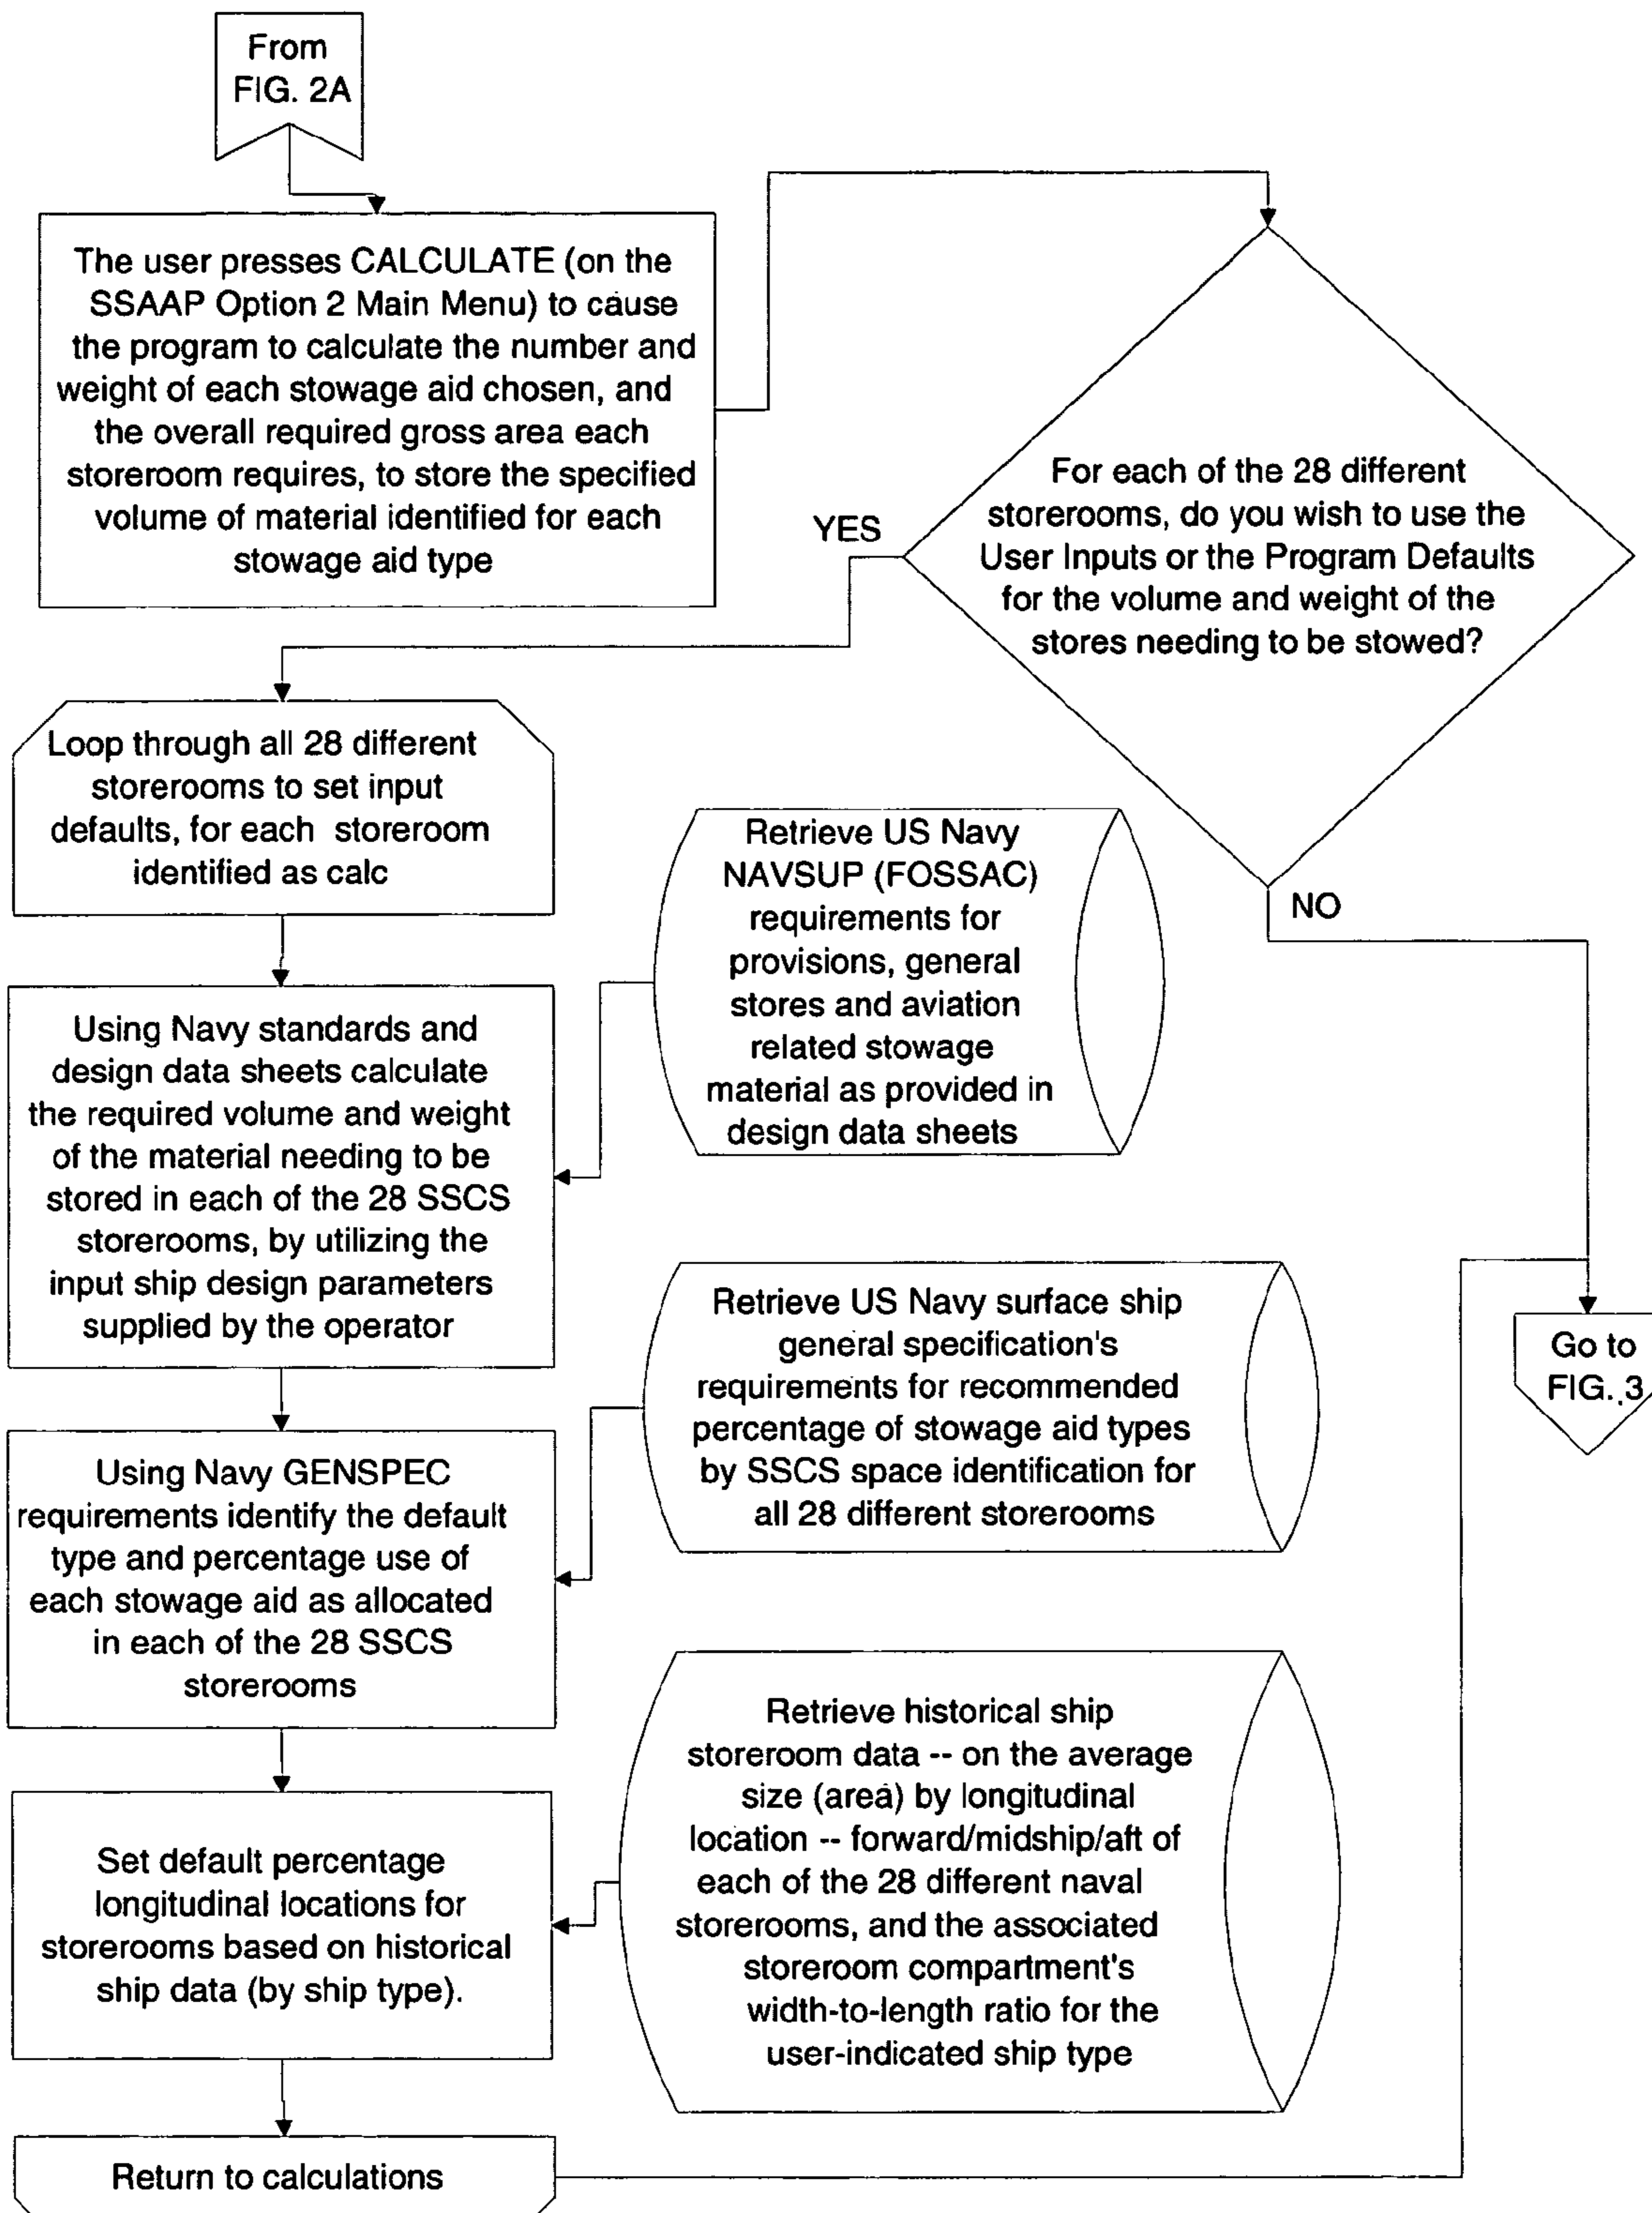 From
FIG. 2A
The user presses CALCULATE (on the
SSAAP Option 2 Main Menu) to cause
the program to calculate the number and
weight of each stowage aid chosen, and
the overall required gross area each
storeroom requires, to store the specified
volume of material identified for each
stowage aid type
For each of the 28 different
storerooms, do you wish to use the
User Inputs or the Program Defaults
for the volume and weight of the
stores needing to be stowed?
YES
NO
Loop through all 28 different
storerooms to set input
defaults, for each storeroom
identified as calc
Retrieve US Navy
NAVSUP (FOSSAC)
requirements for
provisions, general
stores and aviation
related stowage
material as provided in
design data sheets
Using Navy standards and
design data sheets calculate
the required volume and weight
of the material needing to be
stored in each of the 28 SSCS
storerooms, by utilizing the
input ship design parameters
supplied by the operator
Retrieve US Navy surface ship
general specification's
requirements for recommended
percentage of stowage aid types
by SSCS space identification for
all 28 different storerooms
Go to
FIG. 3
Using Navy GENSPEC
requirements identify the default
type and percentage use of
each stowage aid as allocated
in each of the 28 SSCS
storerooms
Retrieve historical ship
storeroom data -- on the average
size (area) by longitudinal
location -- forward/midship/aft of
each of the 28 different naval
storerooms, and the associated
storeroom compartment's
width-to-length ratio for the
user-indicated ship type
Set default percentage
longitudinal locations for
storerooms based on historical
ship data (by ship type).
Return to calculations